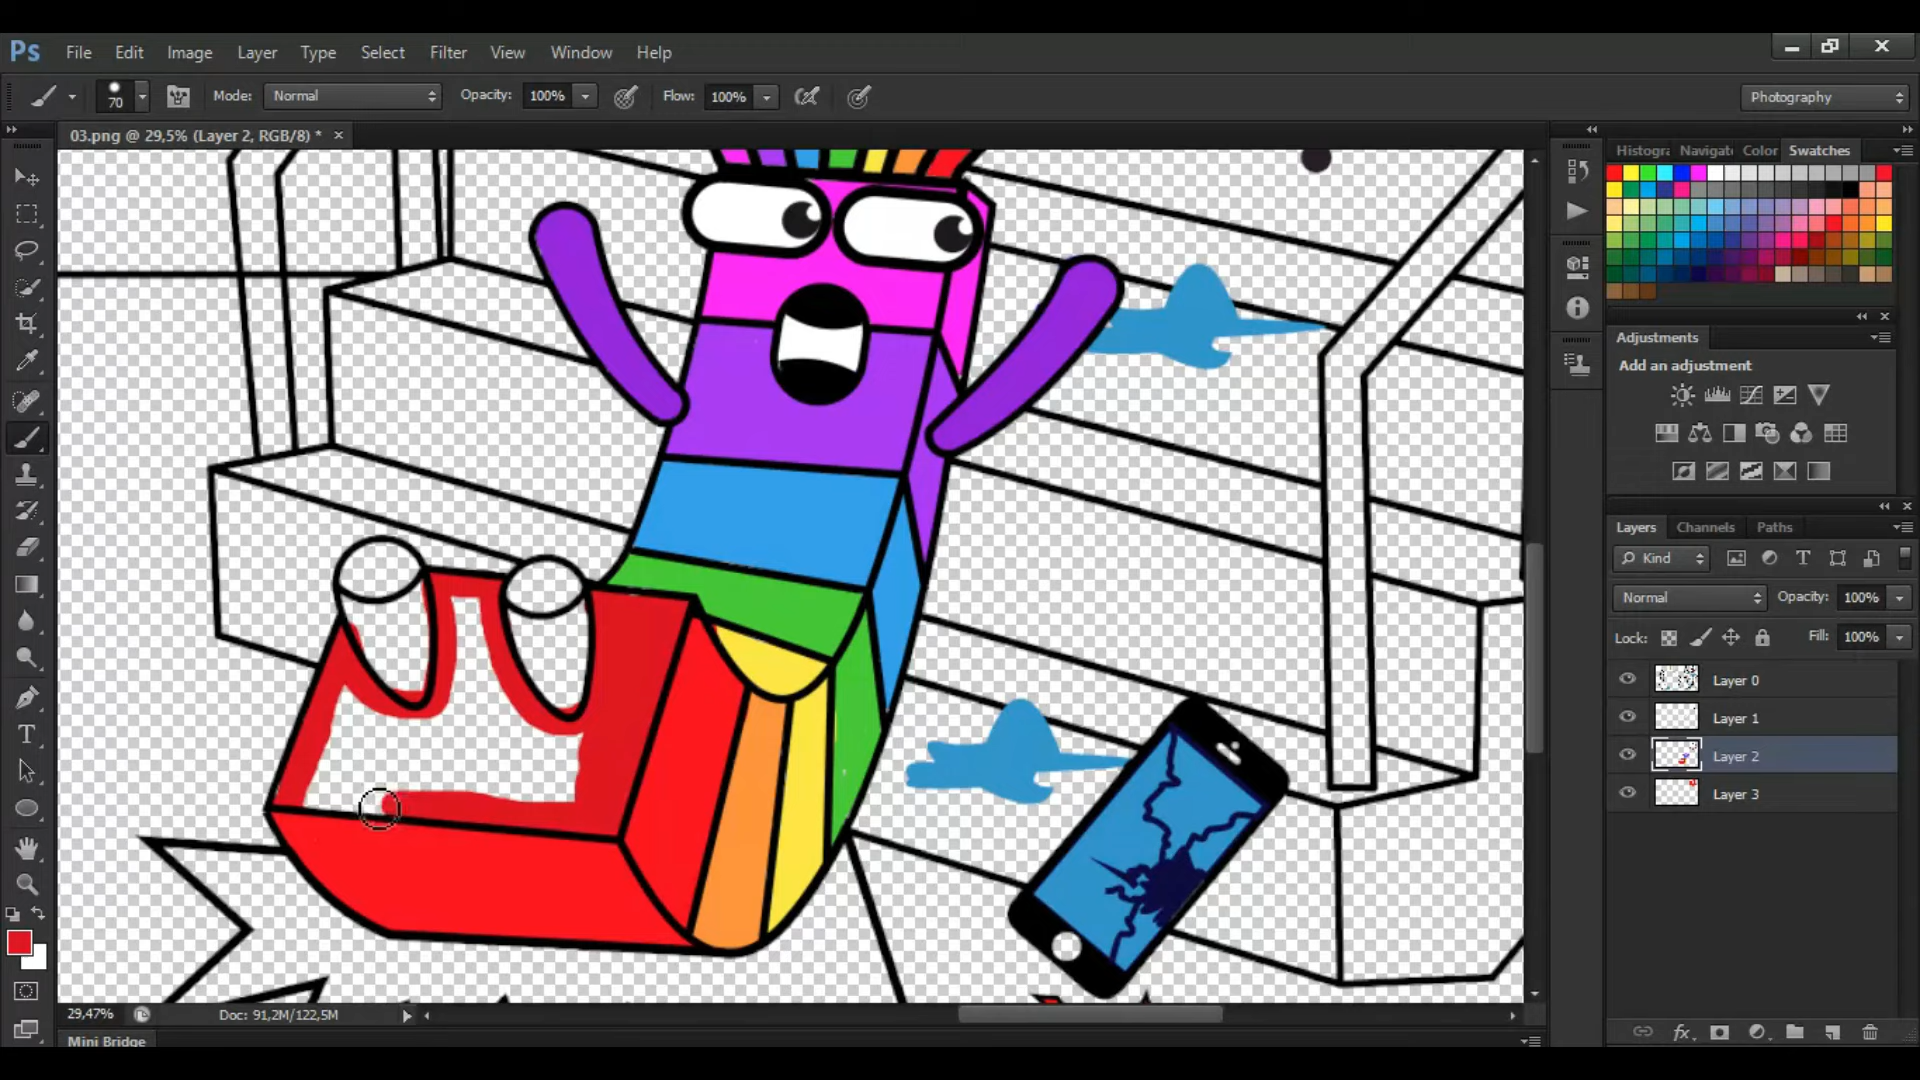 Ps File Edit Image Layer Type Select Filter View Window Help
70 Mode: Normal Opacity: 100% Flow: 100% Photography
03.png @ 29,5% (Layer 2, RGB/8) * ×
Histogra Navigat Color Swatches
Adjustments
Add an adjustment
Layers Channels Paths
Kind T
Normal Opacity: 100%
Lock: Fill: 100%
Layer 0
Layer 1
Layer 2
Layer 3
fx
29,47% Doc: 91,2M/122,5M
Mini Bridge